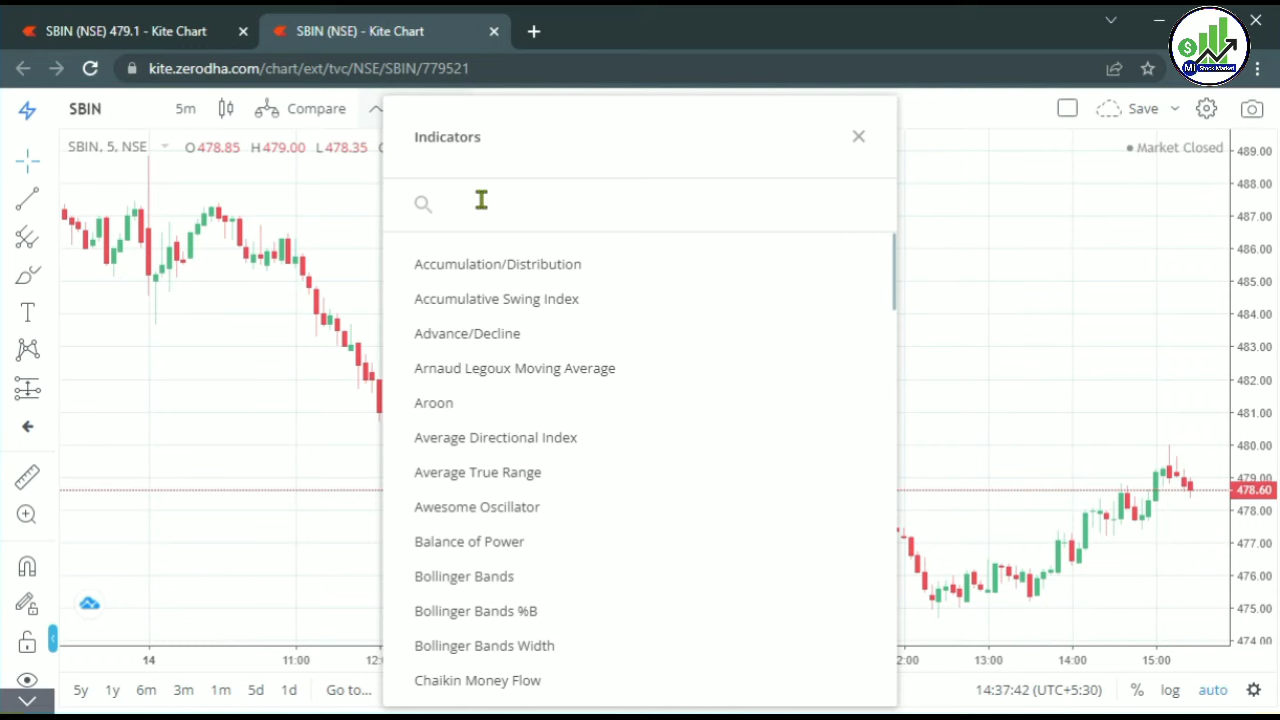 SBIN (NSE) 479.1 - Kite Chart
SBIN (NSE) - Kite Chart
kite.zerodha.com/chart/ext/tvc/NSE/SBIN/779521
$
MI Stock Market
SBIN 5m Compare Save
SBIN, 5, NSE O478.85 H479.00 L478.35
Market Closed
Indicators
Accumulation/Distribution
Accumulative Swing Index
Advance/Decline
Arnaud Legoux Moving Average
Aroon
Average Directional Index
Average True Range
Awesome Oscillator
Balance of Power
Bollinger Bands
Bollinger Bands %B
Bollinger Bands Width
Chaikin Money Flow
489.00
488.00
487.00
486.00
485.00
484.00
483.00
482.00
481.00
480.00
479.00
478.60
478.00
477.00
476.00
475.00
474.00
14 11:00 13:00 14:00 15:00
5y 1y 6m 3m 1m 5d 1d Go to... 14:37:42 (UTC+5:30) % log auto